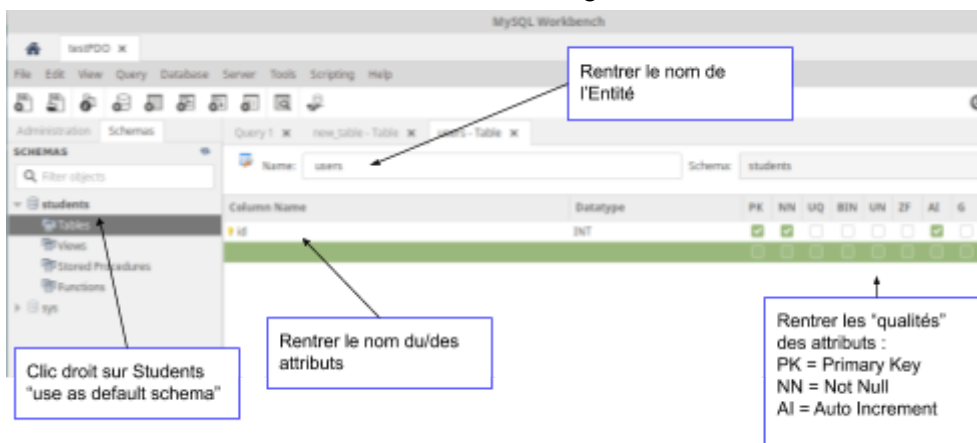 MySQL Workbench
testPDO
File Edit View Query Database Server Tools Scripting Help
Rentrer le nom de
l'Entité
Administration Schemas
Query 1 new_table - Table users - Table
SCHEMAS
Name: users Schema: students
Filter objects
students
Column Name Datatype PK NN UQ BIN UN ZF AI G
Tables
id INT
Views
Stored Procedures
Functions
sys
Rentrer le nom du/des
attributs
Rentrer les "qualités"
des attributs :
PK = Primary Key
NN = Not Null
AI = Auto Increment
Clic droit sur Students
"use as default schema"